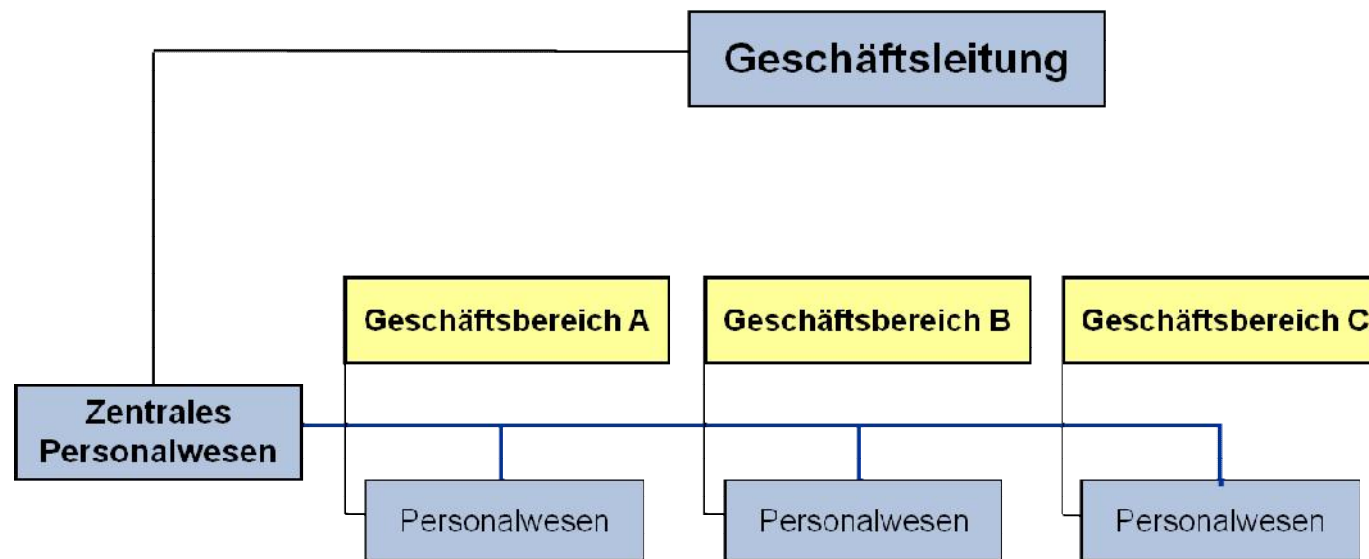 Geschäftsleitung
Geschäftsbereich A
Geschäftsbereich B
Geschäftsbereich C
Zentrales
Personalwesen
Personalwesen
Personalwesen
Personalwesen